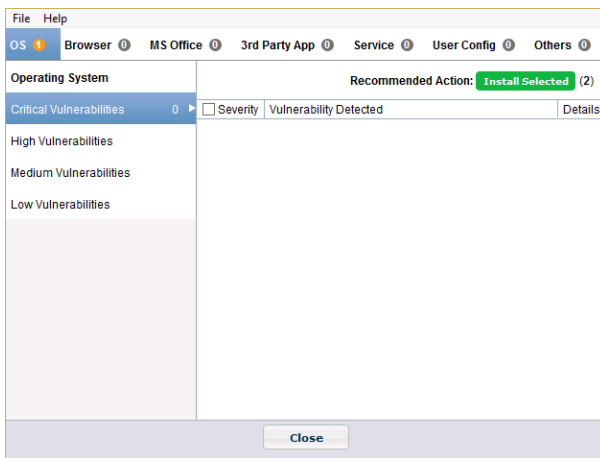 File Help
OS 1 Browser 0 MS Office 0 3rd Party App 0 Service 0 User Config 0 Others 0
Operating System
Recommended Action: Install Selected (2)
Critical Vulnerabilities 0
Severity Vulnerability Detected Details
High Vulnerabilities
Medium Vulnerabilities
Low Vulnerabilities
Close